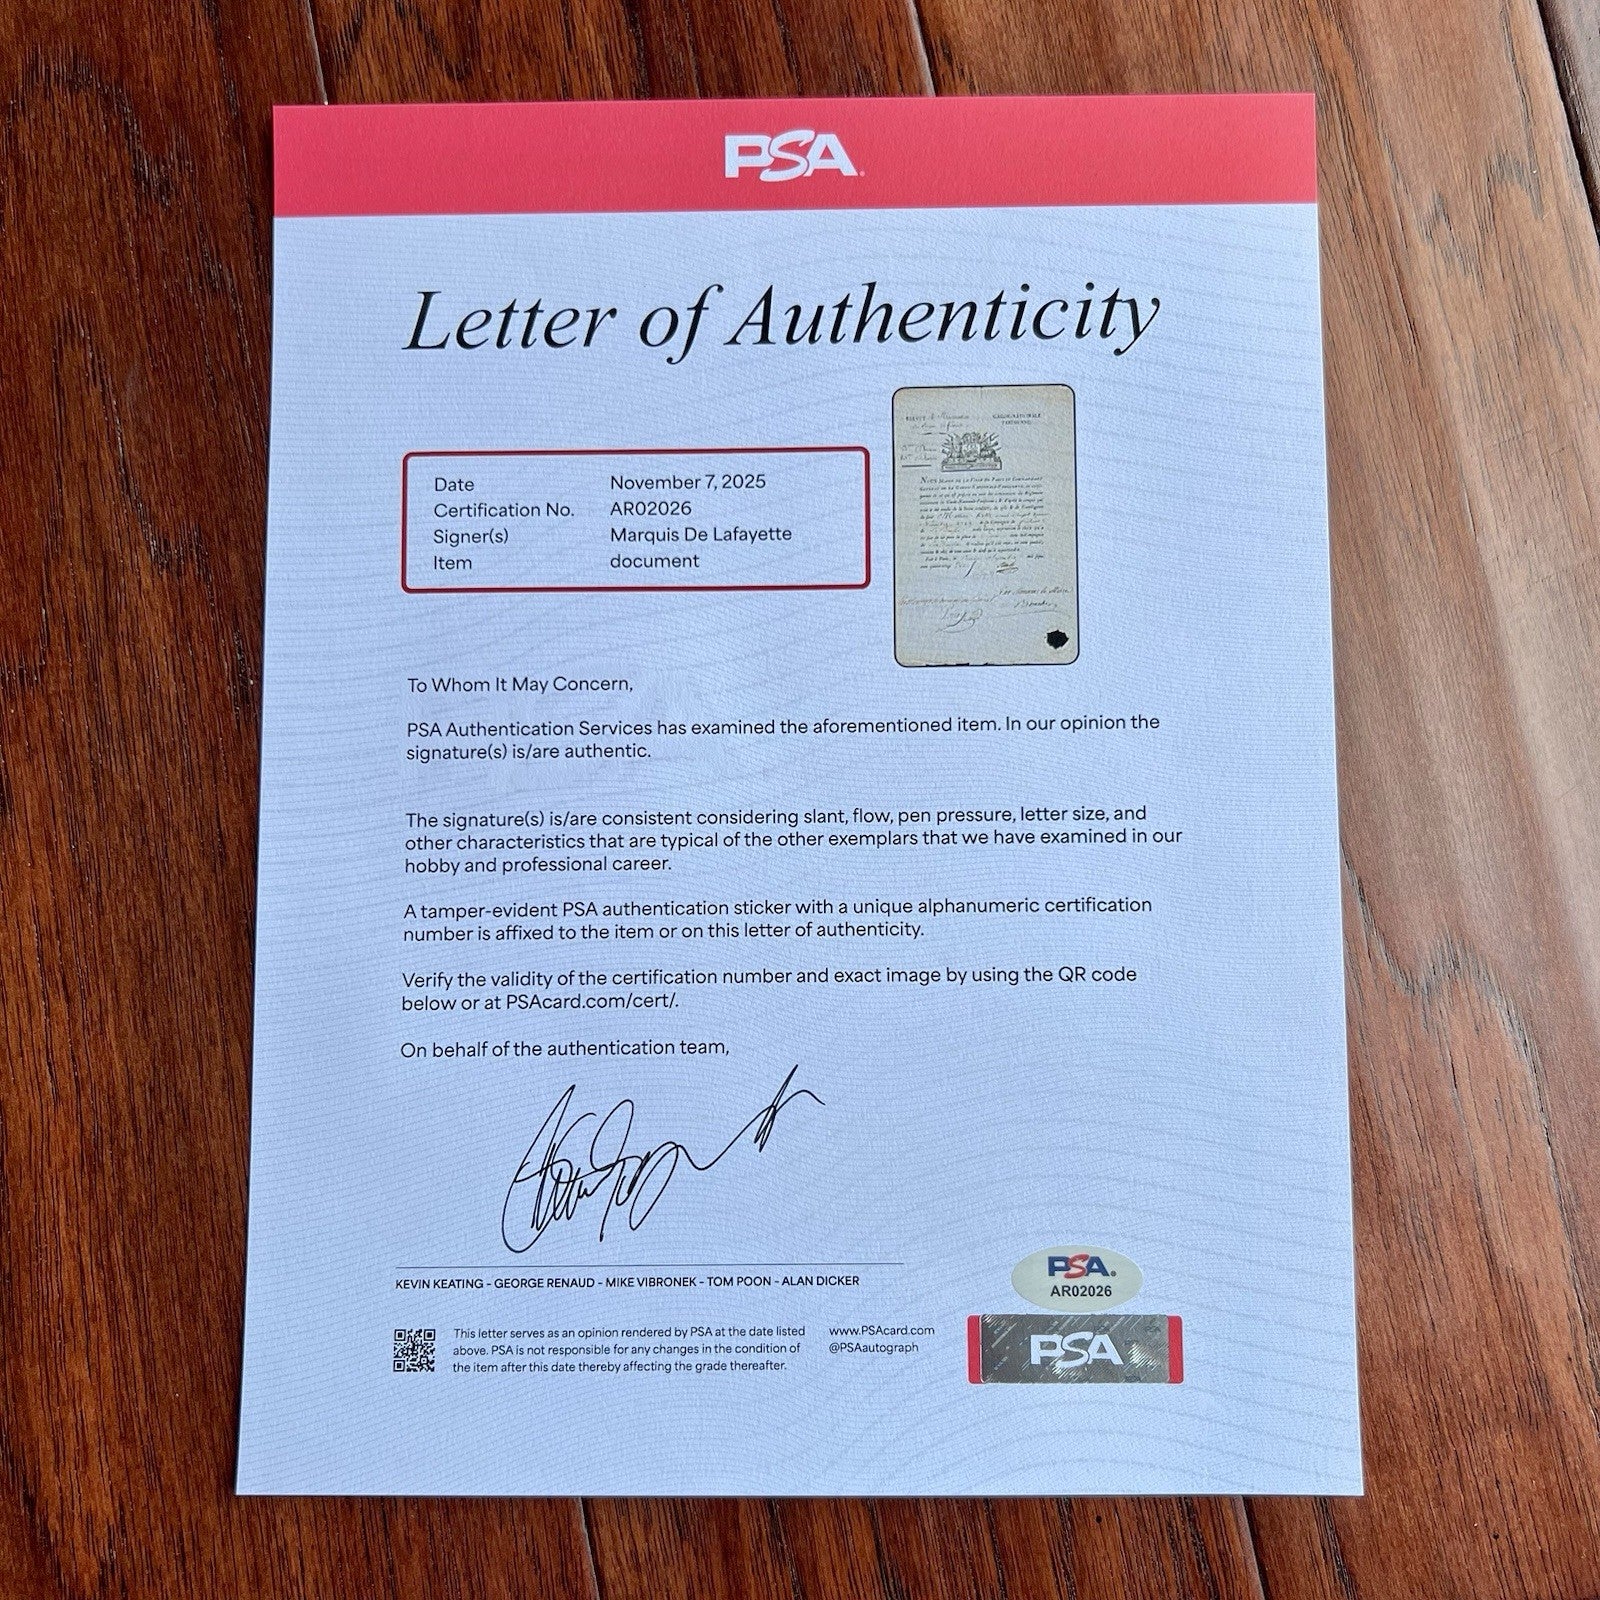 PSA
Letter of Authenticity
GARDE NATIONALE
PARISIENNE
Date November 7, 2025
Certification No. AR02026
Signer(s) Marquis De Lafayette
Item document
To Whom It May Concern,
PSA Authentication Services has examined the aforementioned item. In our opinion the
signature(s) is/are authentic.
The signature(s) is/are consistent considering slant, flow, pen pressure, letter size, and
other characteristics that are typical of the other exemplars that we have examined in our
hobby and professional career.
A tamper-evident PSA authentication sticker with a unique alphanumeric certification
number is affixed to the item or on this letter of authenticity.
Verify the validity of the certification number and exact image by using the QR code
below or at PSAcard.com/cert/.
On behalf of the authentication team,
KEVIN KEATING - GEORGE RENAUD - MIKE VIBRONEK - TOM POON - ALAN DICKER
This letter serves as an opinion rendered by PSA at the date listed
above. PSA is not responsible for any changes in the condition of
the item after this date thereby affecting the grade thereafter.
www.PSAcard.com
@PSAautograph
PSA
AR02026
PSA